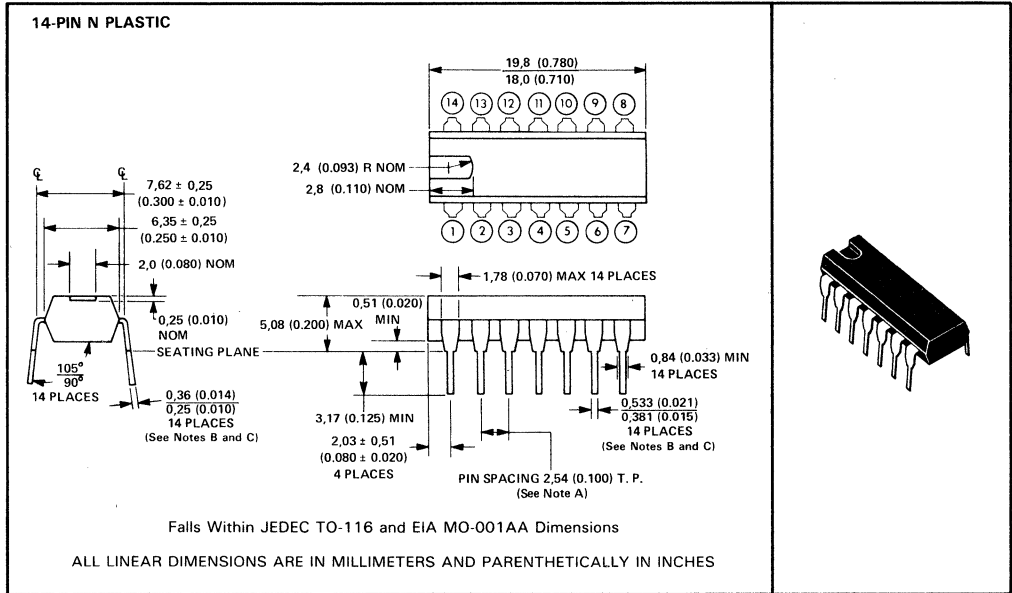 14-PIN N PLASTIC
19,8 (0.780)
18,0 (0.710)
14 13 12 11 10 9 8
2,4 (0.093) R NOM
2,8 (0.110) NOM
1 2 3 4 5 6 7
℄ ℄
7,62 ± 0,25
(0.300 ± 0.010)
6,35 ± 0,25
(0.250 ± 0.010)
2,0 (0.080) NOM
0,25 (0.010)
NOM
SEATING PLANE
105°
90°
14 PLACES
0,36 (0.014)
0,25 (0.010)
14 PLACES
(See Notes B and C)
1,78 (0.070) MAX 14 PLACES
0,51 (0.020)
MIN
5,08 (0.200) MAX
0,84 (0.033) MIN
14 PLACES
3,17 (0.125) MIN
2,03 ± 0,51
(0.080 ± 0.020)
4 PLACES
0,533 (0.021)
0,381 (0.015)
14 PLACES
(See Notes B and C)
PIN SPACING 2,54 (0.100) T. P.
(See Note A)
Falls Within JEDEC TO-116 and EIA MO-001AA Dimensions
ALL LINEAR DIMENSIONS ARE IN MILLIMETERS AND PARENTHETICALLY IN INCHES